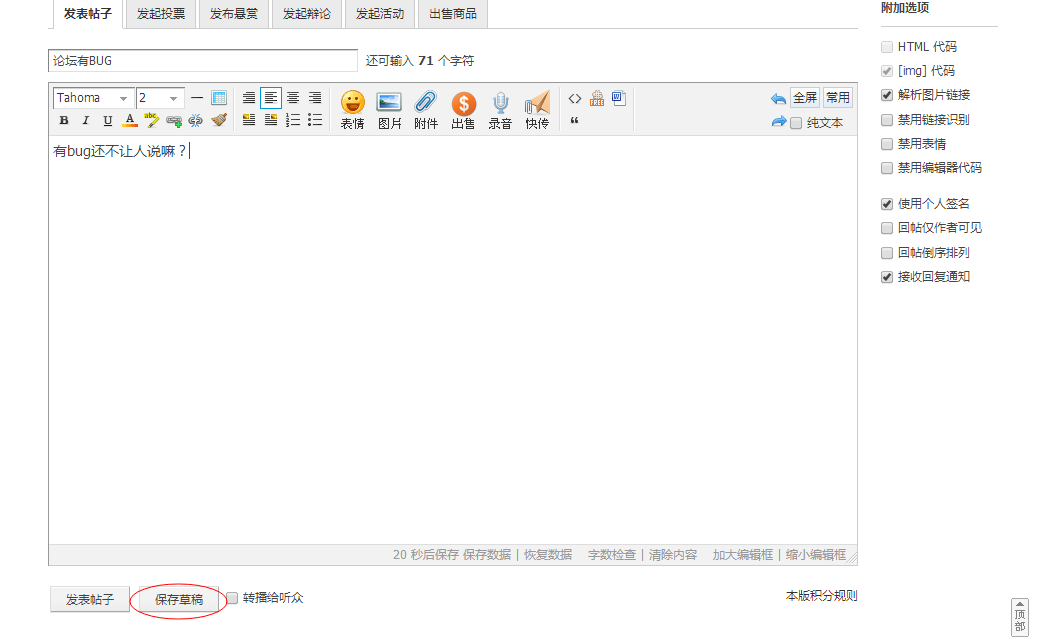 发表帖子 发起投票 发布悬赏 发起辩论 发起活动 出售商品
论坛有BUG 还可输入 71 个字符
Tahoma 2
B I U A abc
表情 图片 附件 出售 录音 快传
全屏 常用
纯文本
有bug还不让人说嘛？
20 秒后保存 保存数据 | 恢复数据 字数检查 | 清除内容 加大编辑框 | 缩小编辑框
发表帖子 保存草稿 转播给听众 本版积分规则
附加选项
HTML 代码
[img] 代码
解析图片链接
禁用链接识别
禁用表情
禁用编辑器代码
使用个人签名
回帖仅作者可见
回帖倒序排列
接收回复通知
顶部